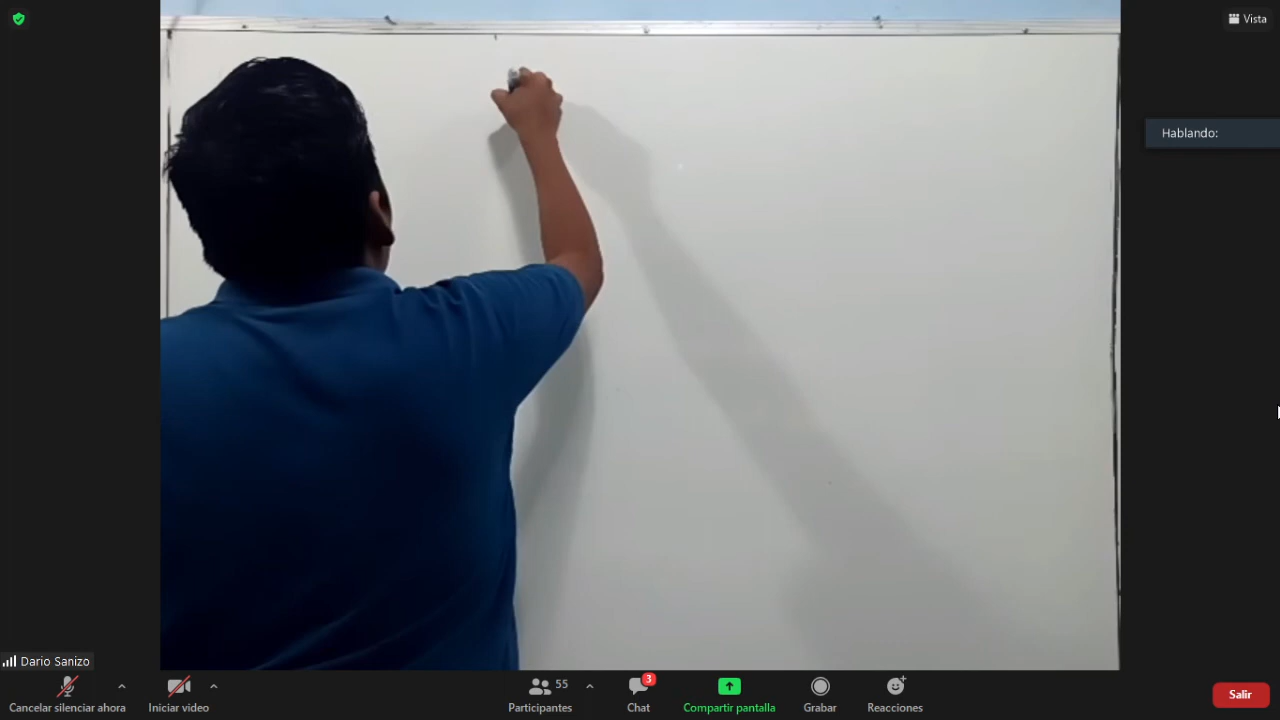 Vista
Hablando:
Dario Sanizo
Cancelar silenciar ahora
Iniciar video
55
Participantes
3
Chat
Compartir pantalla
Grabar
Reacciones
Salir